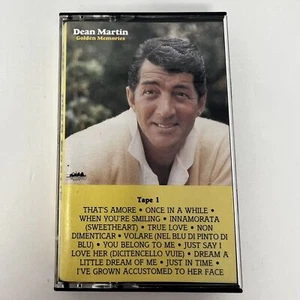 Dean Martin
Golden Memories
Tape 1
THAT'S AMORE • ONCE IN A WHILE •
WHEN YOU'RE SMILING • INNAMORATA
(SWEETHEART) • TRUE LOVE • NON
DIMENTICAR • VOLARE (NEL BLU DI PINTO DI
BLU) • YOU BELONG TO ME • JUST SAY I
LOVE HER (DICITENCELLO VUIE) • DREAM A
LITTLE DREAM OF ME • JUST IN TIME •
I'VE GROWN ACCUSTOMED TO HER FACE